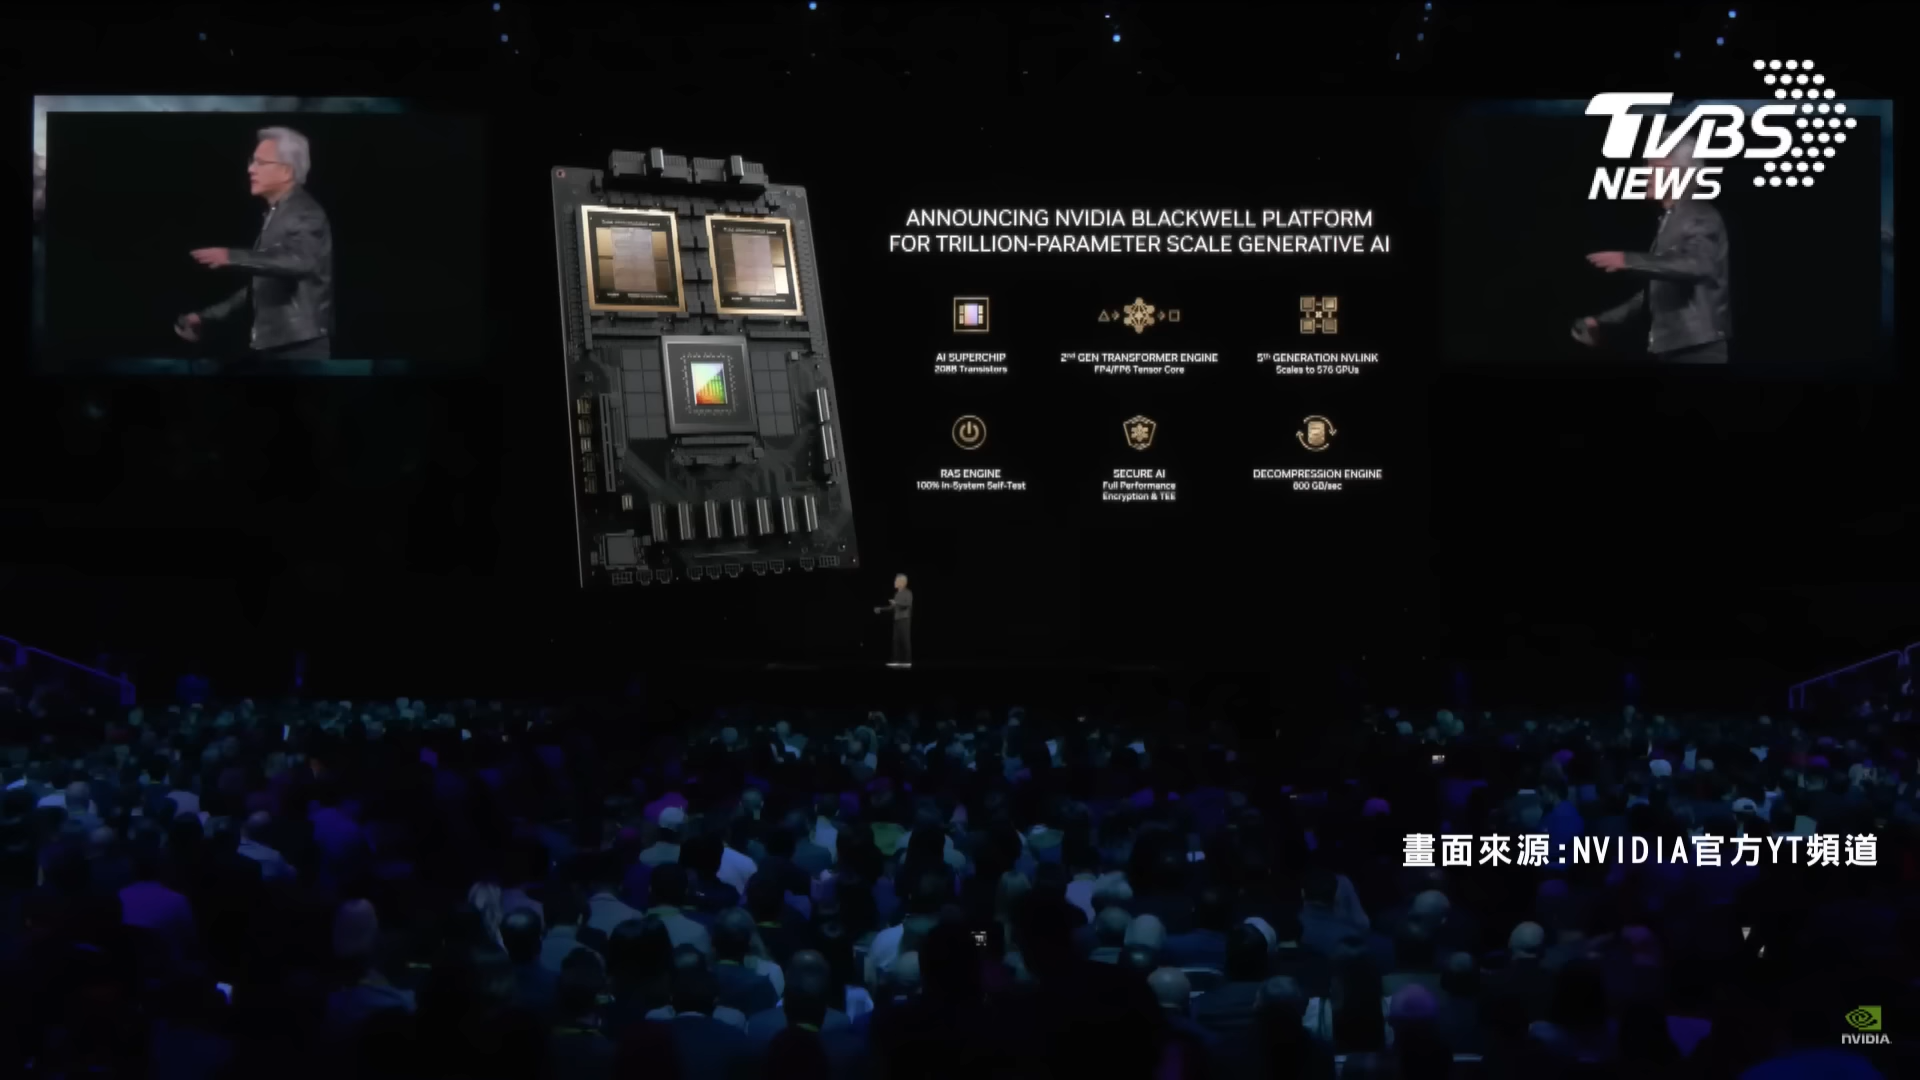 TVBS
NEWS
ANNOUNCING NVIDIA BLACKWELL PLATFORM
FOR TRILLION-PARAMETER SCALE GENERATIVE AI
AI SUPERCHIP
208B Transistors
2nd GEN TRANSFORMER ENGINE
FP4/FP6 Tensor Core
5th GENERATION NVLINK
Scales to 576 GPUs
RAS ENGINE
100% In-System Self-Test
SECURE AI
Full Performance
Encryption & TEE
DECOMPRESSION ENGINE
800 GB/sec
畫面來源:NVIDIA官方YT頻道
NVIDIA